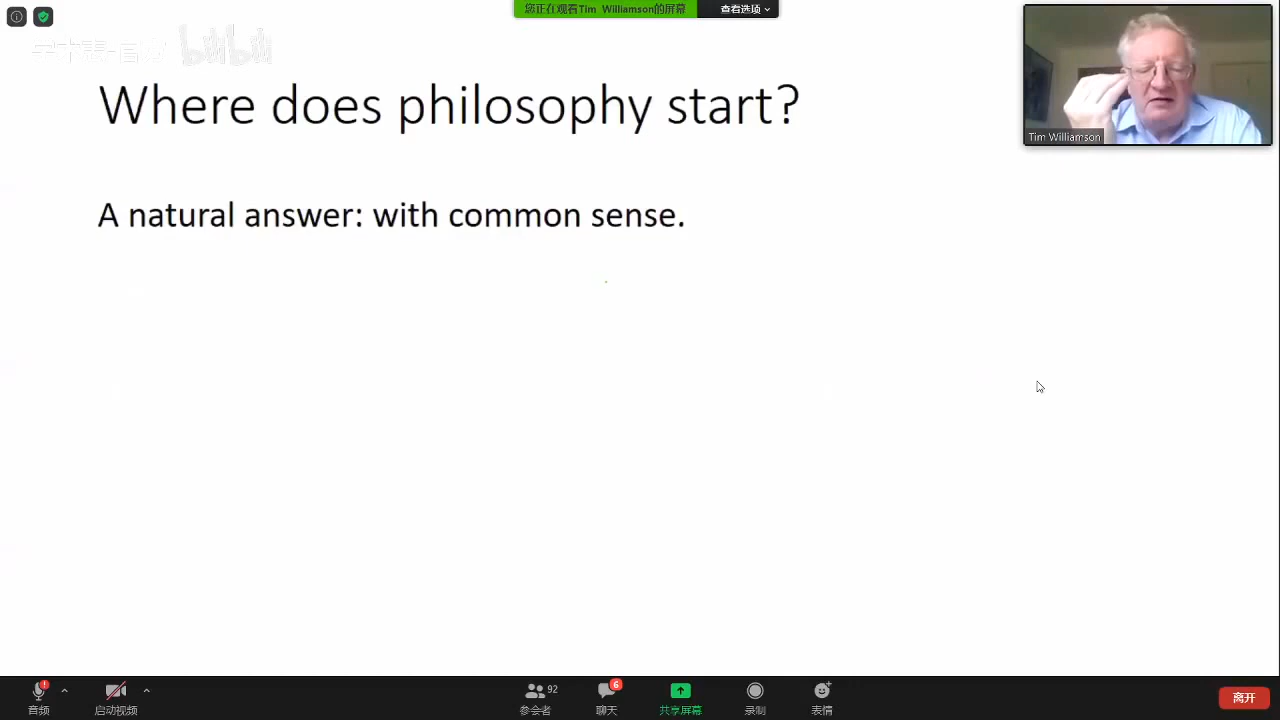 您正在观看Tim Williamson的屏幕 查看选项
bilibili
Where does philosophy start?
A natural answer: with common sense.
Tim Williamson
92
6
音频 启动视频 参会者 聊天 共享屏幕 录制 表情 离开